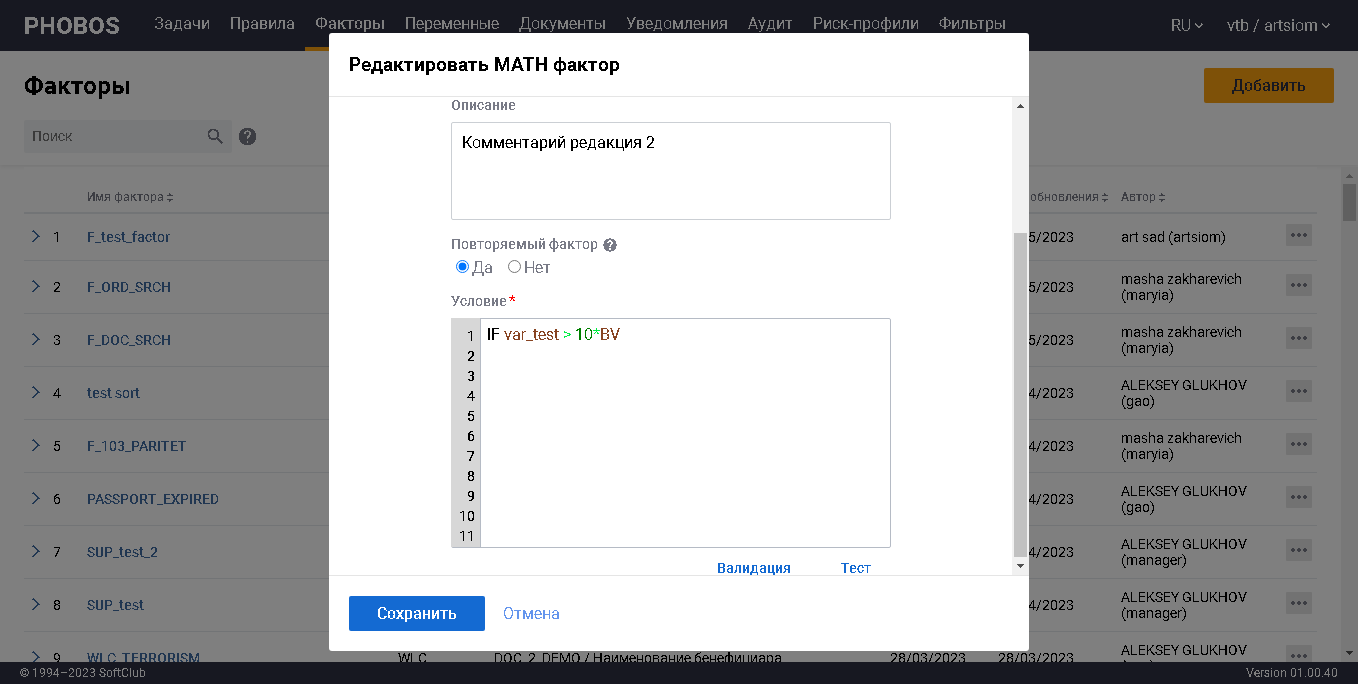 PHOBOS Задачи Правила Факторы Переменные Документы Уведомления Аудит Риск-профили Фильтры RU vtb / artsiom
Факторы
Добавить
Поиск
Редактировать MATH фактор
Описание
Комментарий редакция 2
Повторяемый фактор
Да Нет
Условие*
1 IF var_test > 10*BV
2
3
4
5
6
7
8
9
10
11
Валидация Тест
Сохранить Отмена
Имя фактора обновления Автор
1 F_test_factor 5/2023 art sad (artsiom)
2 F_ORD_SRCH 5/2023 masha zakharevich
(maryia)
3 F_DOC_SRCH 5/2023 masha zakharevich
(maryia)
4 test sort 4/2023 ALEKSEY GLUKHOV
(gao)
5 F_103_PARITET 4/2023 masha zakharevich
(maryia)
6 PASSPORT_EXPIRED 4/2023 ALEKSEY GLUKHOV
(gao)
7 SUP_test_2 4/2023 ALEKSEY GLUKHOV
(manager)
8 SUP_test 4/2023 ALEKSEY GLUKHOV
(manager)
9 WLC_TERRORISM WLC DOC_2_DEMO / Наименование бенефициара 28/03/2023 28/03/2023 ALEKSEY GLUKHOV
© 1994–2023 SoftClub Version 01.00.40